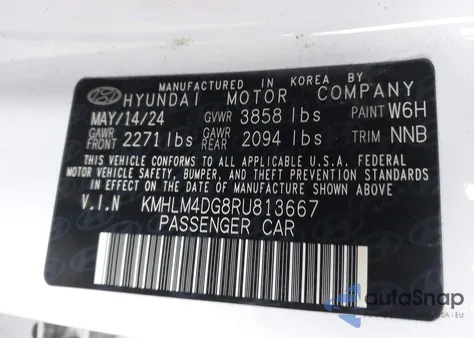 MANUFACTURED IN KOREA BY
HYUNDAI MOTOR COMPANY
MAY/14/24 GVWR 3858 lbs PAINT W6H
GAWR FRONT 2271 lbs GAWR REAR 2094 lbs TRIM NNB
THIS VEHICLE CONFORMS TO ALL APPLICABLE U.S.A. FEDERAL
MOTOR VEHICLE SAFETY, BUMPER, AND THEFT PREVENTION STANDARDS
IN EFFECT ON THE DATE OF MANUFACTURE SHOWN ABOVE.
V.I.N KMHLM4DG8RU813667
PASSENGER CAR
autoSnap